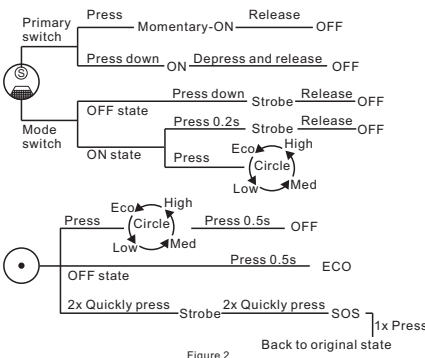 Primary switch
Press Momentary-ON Release OFF
Press down ON Depress and release OFF
S
Mode switch
OFF state Press down Strobe Release OFF
ON state Press 0.2s Strobe Release OFF
Press Eco High Circle Low Med
Press Eco High Circle Low Med Press 0.5s OFF
OFF state Press 0.5s ECO
2x Quickly press Strobe 2x Quickly press SOS
1x Press
Back to original state
Figure 2